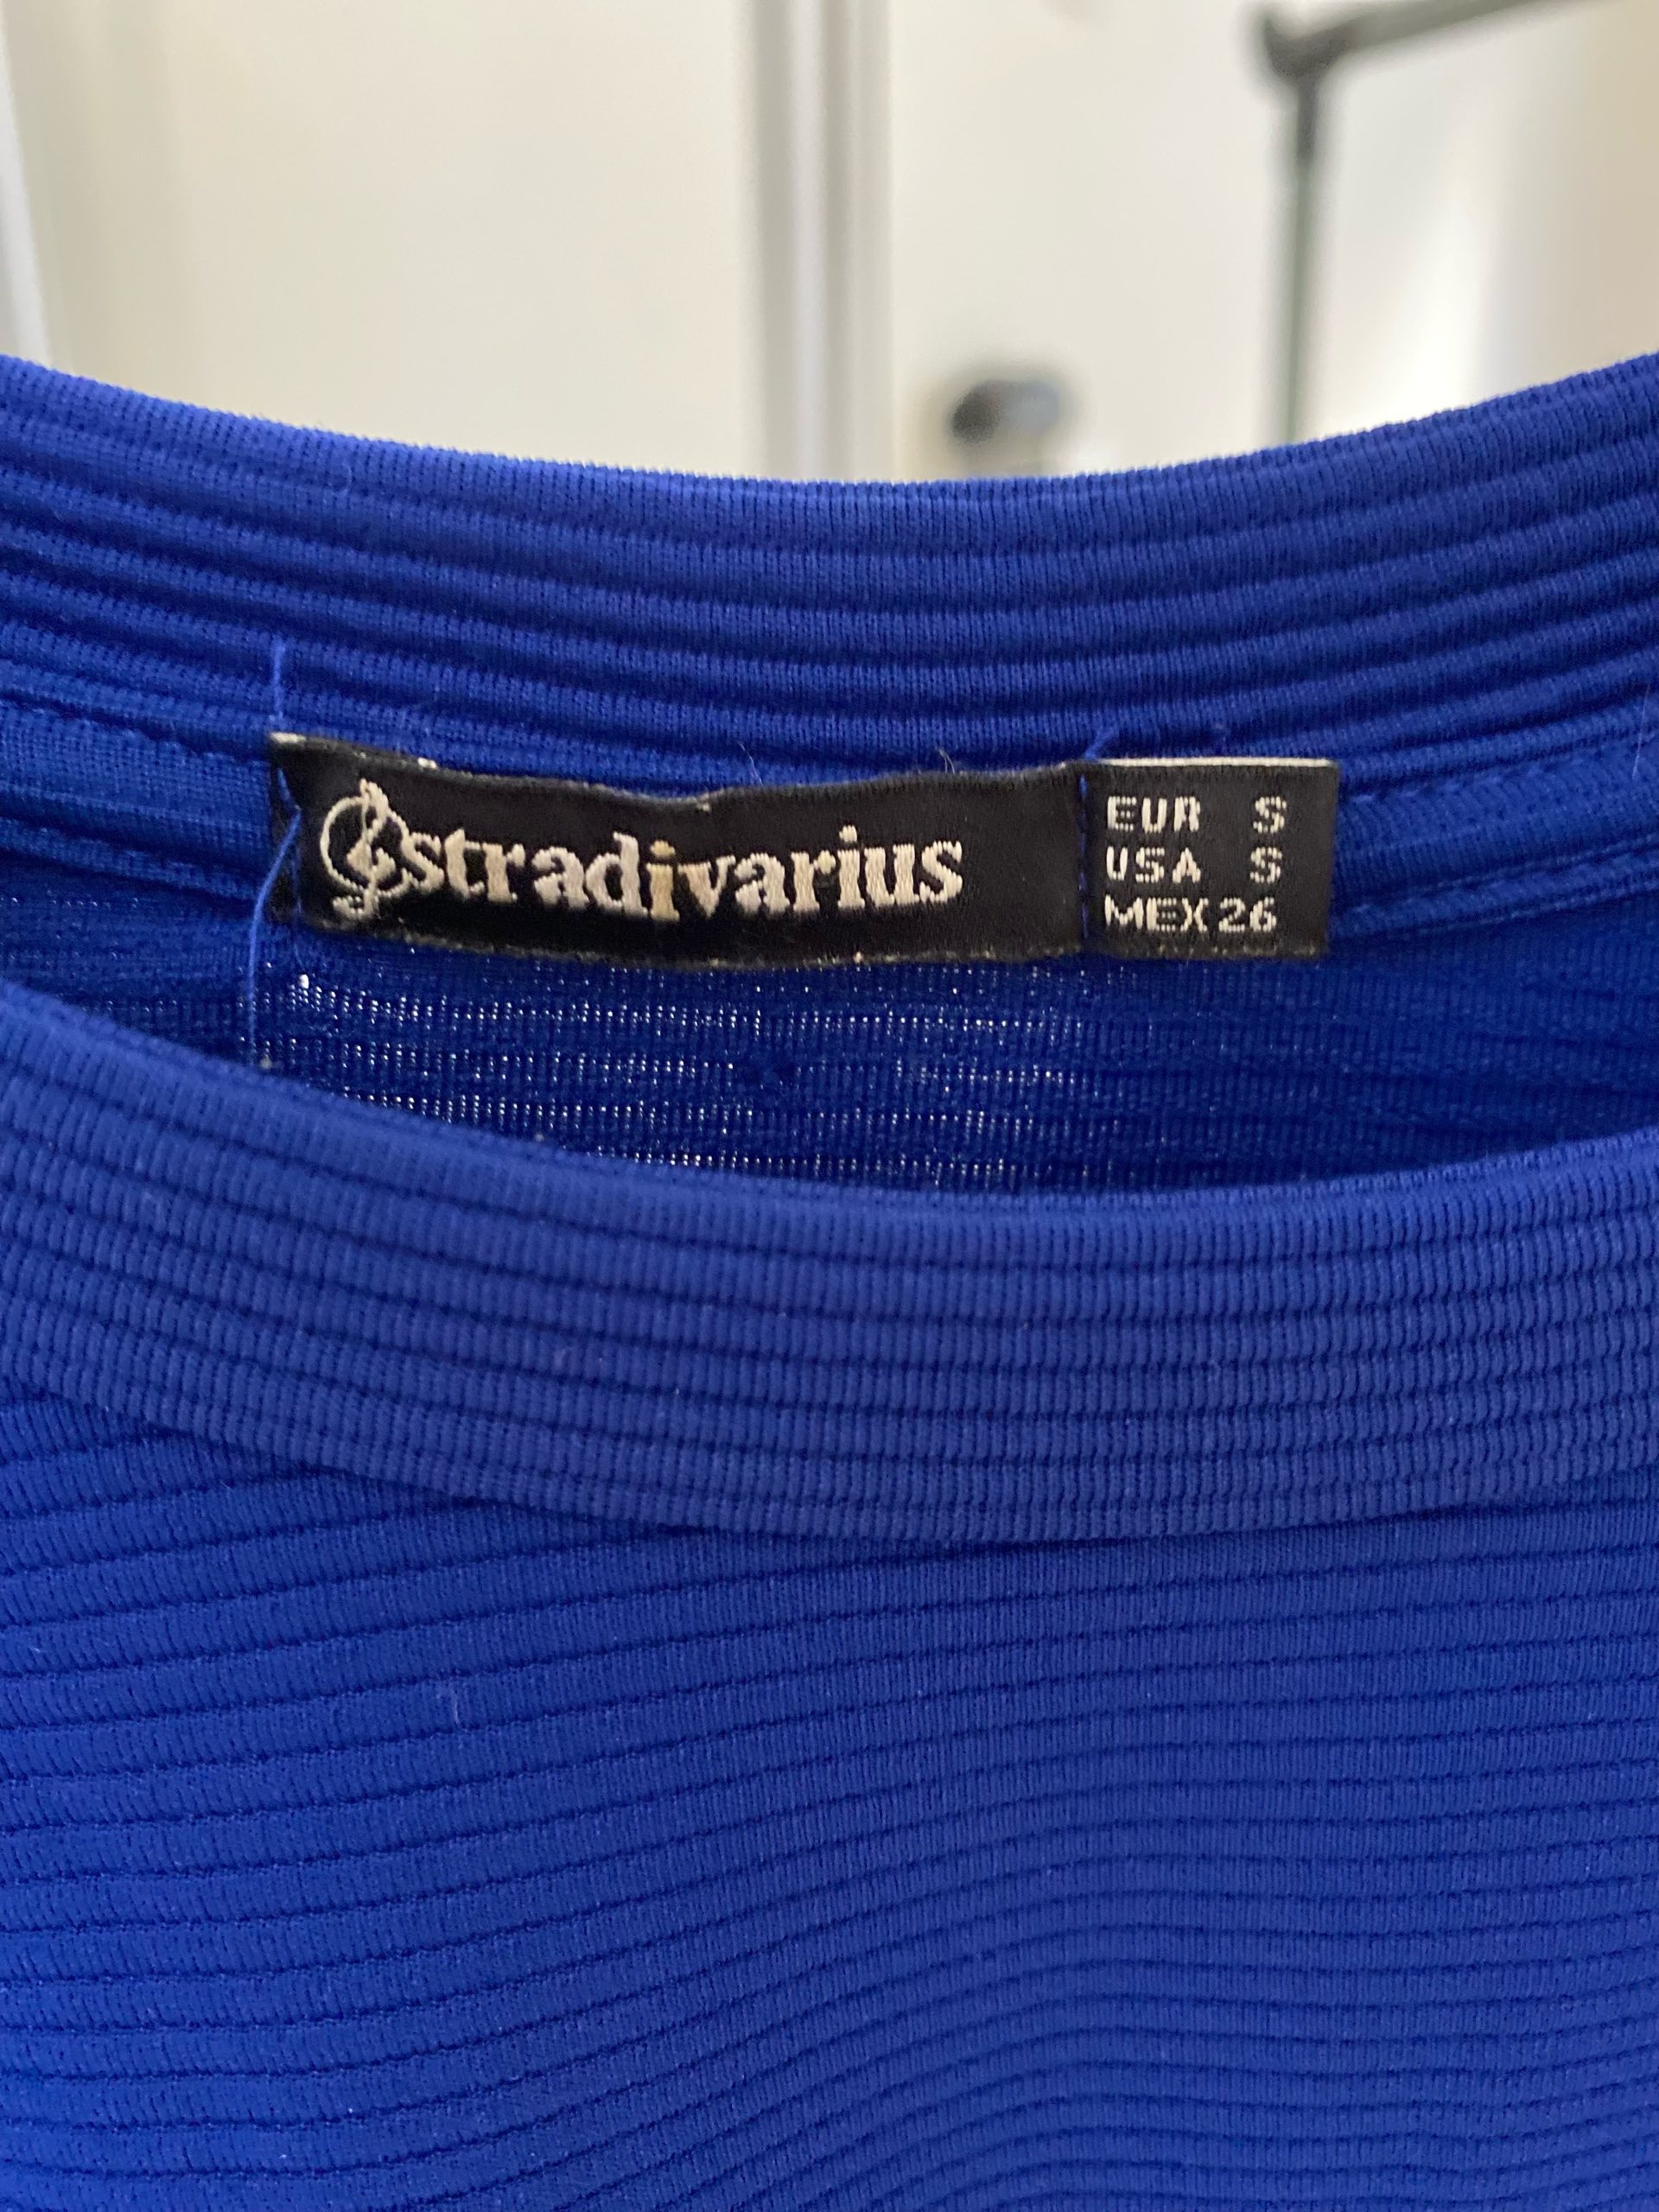 stradivarius
EUR S
USA S
MEX 26